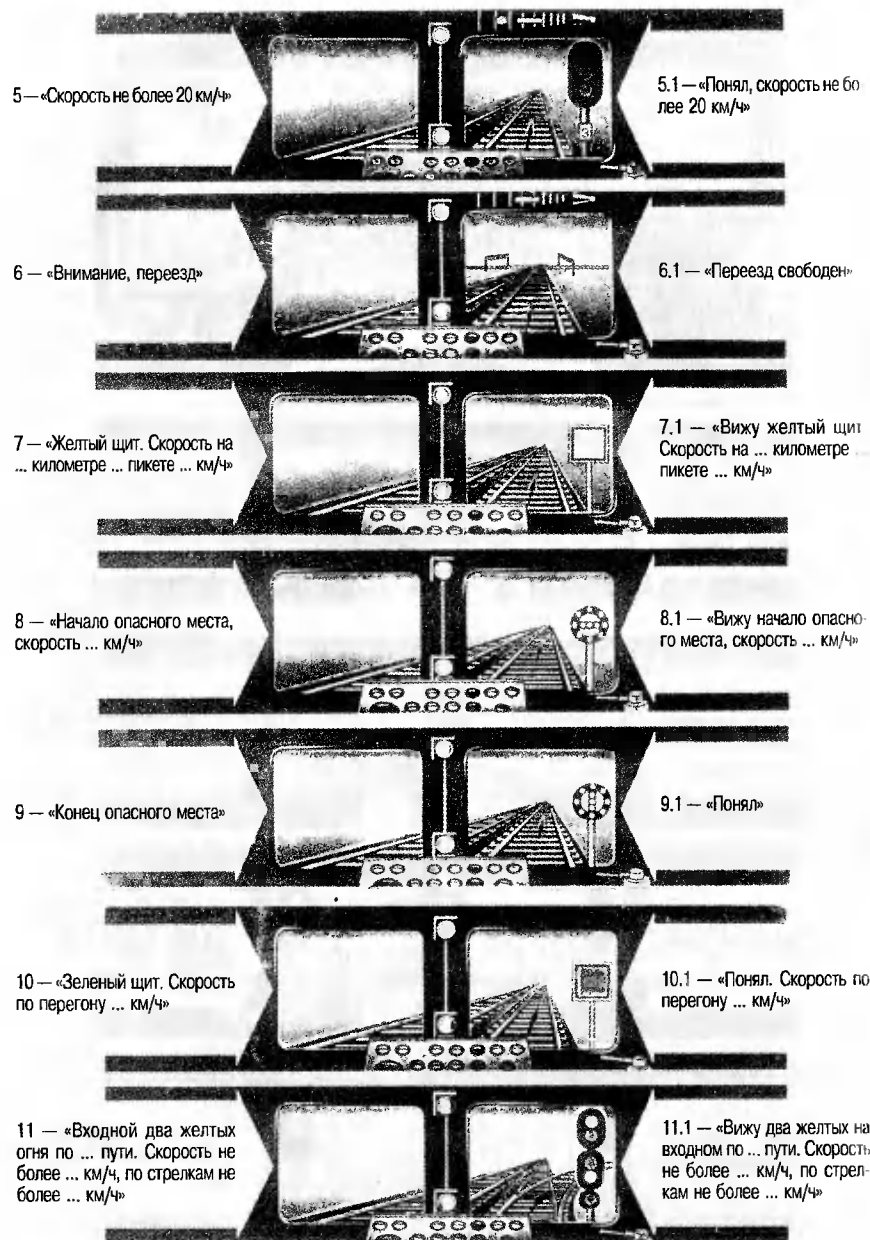 5—«Скорость не более 20 км/ч»
5.1—«Понял, скорость не бо
лее 20 км/ч»
6 — «Внимание, переезд»
6.1 — «Переезд свободен»
7 — «Желтый щит. Скорость на
... километре ... пикете ... км/ч»
7.1 — «Вижу желтый щит
Скорость на ... километре ...
пикете ... км/ч»
8 — «Начало опасного места,
скорость ... км/ч»
8.1 — «Вижу начало опасно-
го места, скорость ... км/ч»
9 — «Конец опасного места»
9.1 — «Понял»
10 — «Зеленый щит. Скорость
по перегону ... км/ч»
10.1 — «Понял. Скорость по
перегону ... км/ч»
11 — «Входной два желтых
огня по ... пути. Скорость не
более ... км/ч, по стрелкам не
более ... км/ч»
11.1 — «Вижу два желтых на
входном по ... пути. Скорость
не более ... км/ч, по стрел-
кам не более ... км/ч»